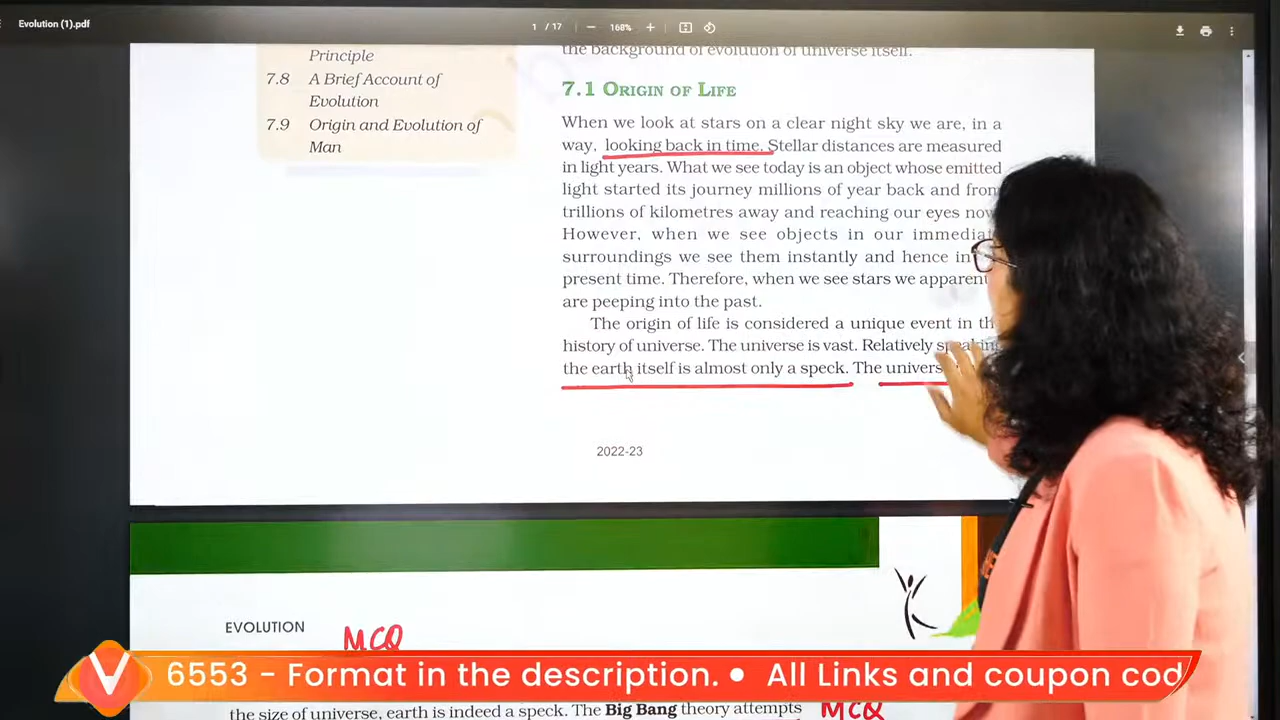 Evolution (1).pdf
1 / 17
160%
Principle
7.8 A Brief Account of
Evolution
7.9 Origin and Evolution of
Man
the background of evolution of universe itself.
7.1 ORIGIN OF LIFE
When we look at stars on a clear night sky we are, in a
way, looking back in time. Stellar distances are measured
in light years. What we see today is an object whose emitted
light started its journey millions of year back and from
trillions of kilometres away and reaching our eyes now
However, when we see objects in our immediat
surroundings we see them instantly and hence in
present time. Therefore, when we see stars we apparent
are peeping into the past.
The origin of life is considered a unique event in th
history of universe. The universe is vast. Relatively speaking
the earth itself is almost only a speck. The univers
2022-23
EVOLUTION
MCQ
6553 - Format in the description. • All Links and coupon cod
the size of universe, earth is indeed a speck. The Big Bang theory attempts
MCQ